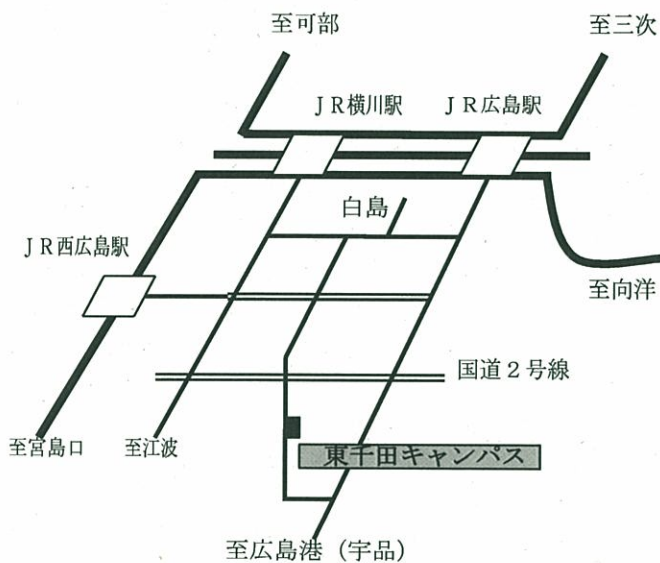 至可部
至三次
ＪＲ横川駅
ＪＲ広島駅
白島
ＪＲ西広島駅
至向洋
国道２号線
至宮島口
至江波
東千田キャンパス
至広島港（宇品）